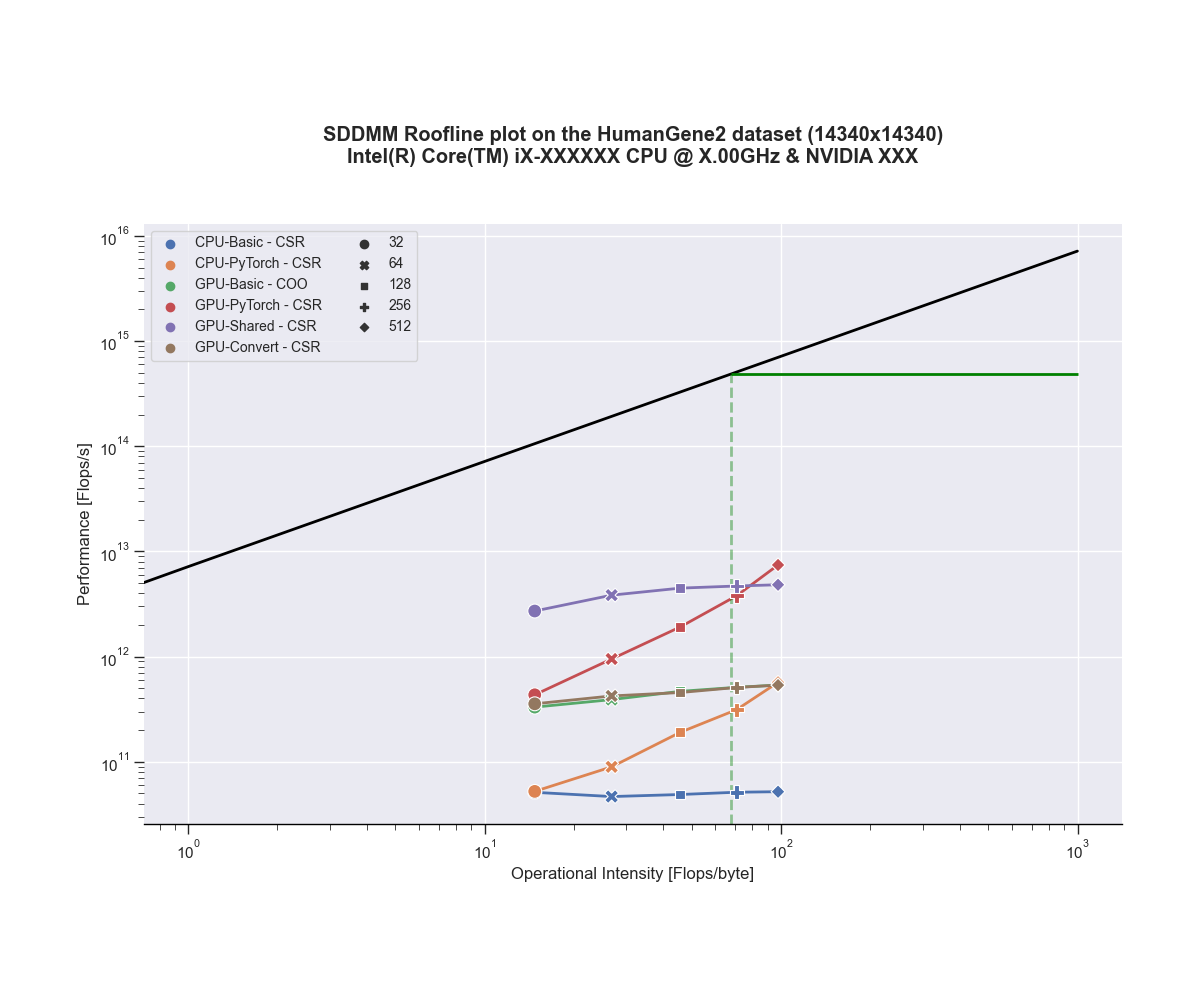 SDDMM Roofline plot on the HumanGene2 dataset (14340x14340)
Intel(R) Core(TM) iX-XXXXXX CPU @ X.00GHz & NVIDIA XXX
CPU-Basic - CSR
CPU-PyTorch - CSR
GPU-Basic - COO
GPU-PyTorch - CSR
GPU-Shared - CSR
GPU-Convert - CSR
32
64
128
256
512
Performance [Flops/s]
10^16
10^15
10^14
10^13
10^12
10^11
10^0
10^1
10^2
10^3
Operational Intensity [Flops/byte]